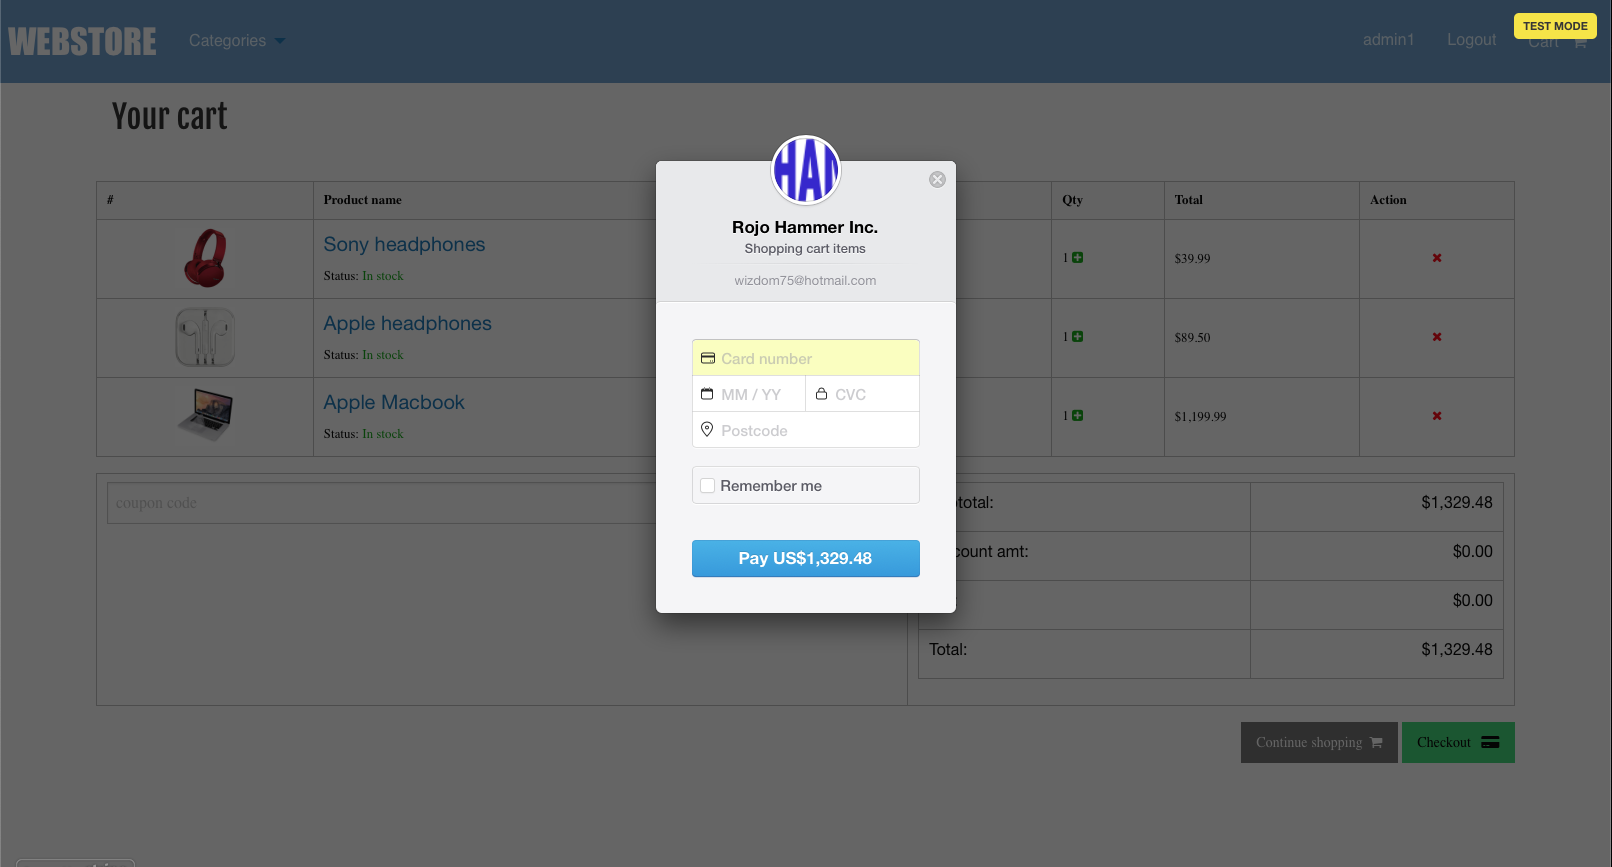 WEBSTORE Categories admin1 Logout Cart
TEST MODE
Your cart
# Product name Qty Total Action
Sony headphones
Status: In stock
1 $39.99
Apple headphones
Status: In stock
1 $89.50
Apple Macbook
Status: In stock
1 $1,199.99
HAM
Rojo Hammer Inc.
Shopping cart items
wizdom75@hotmail.com
Card number
MM / YY CVC
Postcode
Remember me
Pay US$1,329.48
coupon code
total: $1,329.48
count amt: $0.00
$0.00
Total: $1,329.48
Continue shopping Checkout